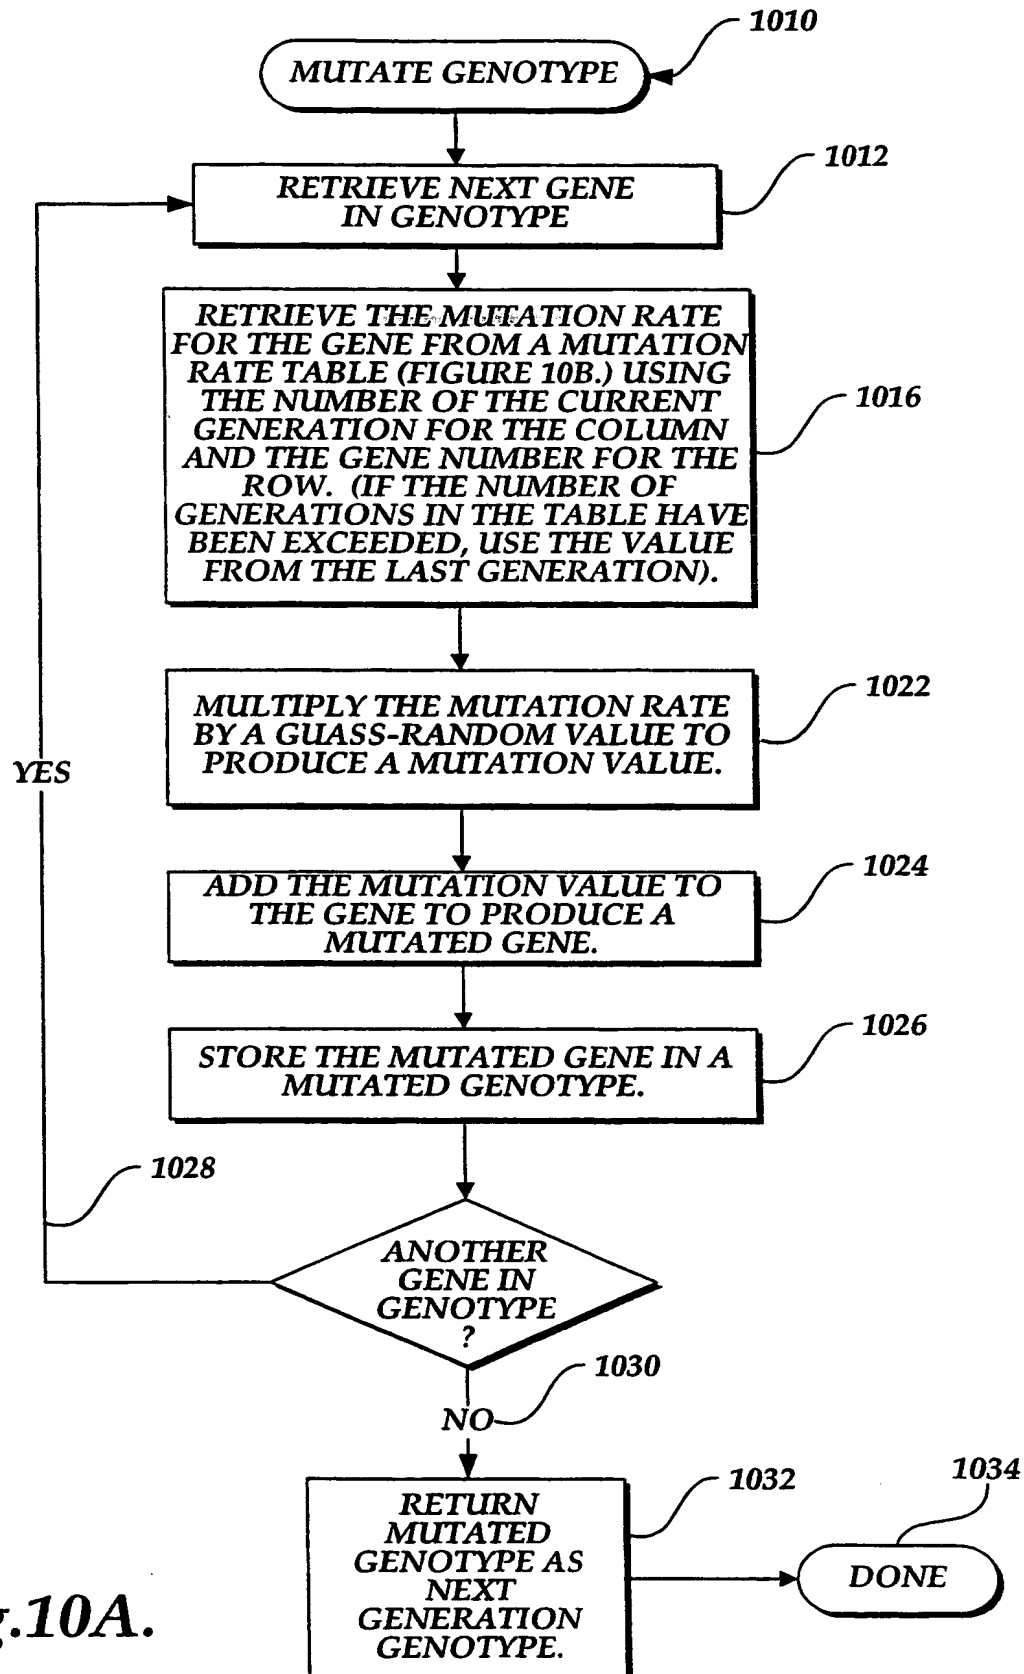 1010
MUTATE GENOTYPE
1012
RETRIEVE NEXT GENE
IN GENOTYPE
RETRIEVE THE MUTATION RATE
FOR THE GENE FROM A MUTATION
RATE TABLE (FIGURE 10B.) USING
THE NUMBER OF THE CURRENT
GENERATION FOR THE COLUMN
AND THE GENE NUMBER FOR THE
ROW. (IF THE NUMBER OF
GENERATIONS IN THE TABLE HAVE
BEEN EXCEEDED, USE THE VALUE
FROM THE LAST GENERATION).
1016
MULTIPLY THE MUTATION RATE
BY A GUASS-RANDOM VALUE TO
PRODUCE A MUTATION VALUE.
1022
YES
ADD THE MUTATION VALUE TO
THE GENE TO PRODUCE A
MUTATED GENE.
1024
STORE THE MUTATED GENE IN A
MUTATED GENOTYPE.
1026
1028
ANOTHER
GENE IN
GENOTYPE
?
1030
NO
RETURN
MUTATED
GENOTYPE AS
NEXT
GENERATION
GENOTYPE.
1032
1034
DONE
g.10A.